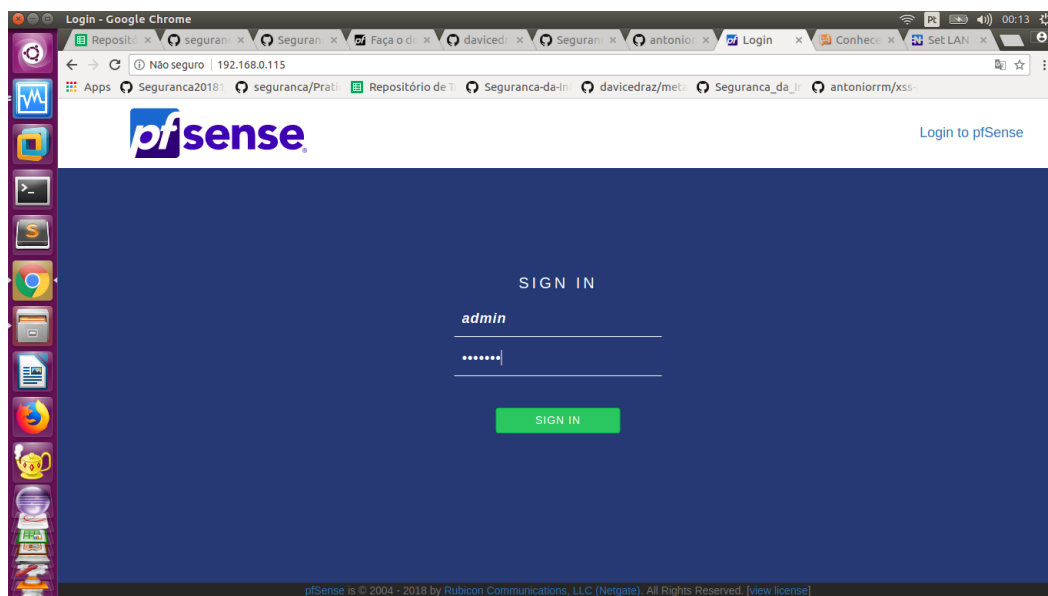 Login - Google Chrome
Pt
00:13
Reposit
seguran
Seguran
Faça o d
davicedr
Seguran
antonior
Login
Conhece
Set LAN
Não seguro
192.168.0.115
Apps
Seguranca20181
seguranca/Prati
Repositório de T
Seguranca-da-In
davicedraz/meta
Seguranca_da_In
antoniorrm/xss-
pfsense
Login to pfSense
SIGN IN
admin
•••••••
SIGN IN
pfSense is © 2004 - 2018 by Rubicon Communications, LLC (Netgate). All Rights Reserved. [view license]